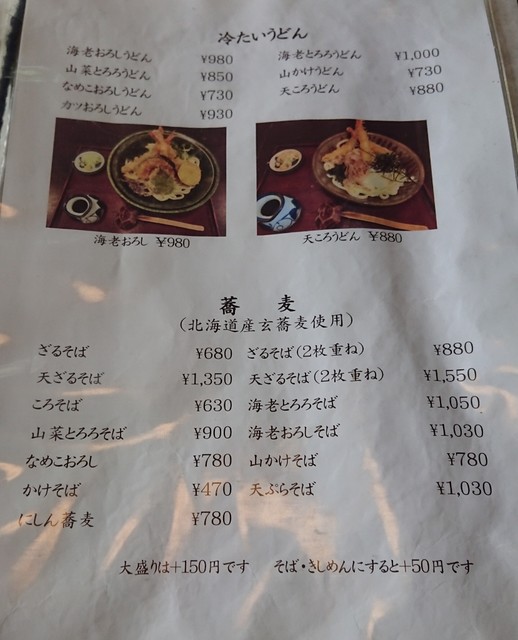 冷たいうどん
海老おろしうどん ¥980 海老とろろうどん ¥1,000
山菜とろろうどん ¥850 山かけうどん ¥730
なめこおろしうどん ¥730 天ころうどん ¥880
カツおろしうどん ¥930
海老おろし ¥980 天ころうどん ¥880
蕎麦
(北海道産玄蕎麦使用)
ざるそば ¥680 ざるそば(2枚重ね) ¥880
天ざるそば ¥1,350 天ざるそば(2枚重ね) ¥1,550
ころそば ¥630 海老とろろそば ¥1,050
山菜とろろそば ¥900 海老おろしそば ¥1,030
なめこおろし ¥780 山かけそば ¥780
かけそば ¥470 天ぷらそば ¥1,030
にしん蕎麦 ¥780
大盛りは+150円です そば・きしめんにすると+50円です